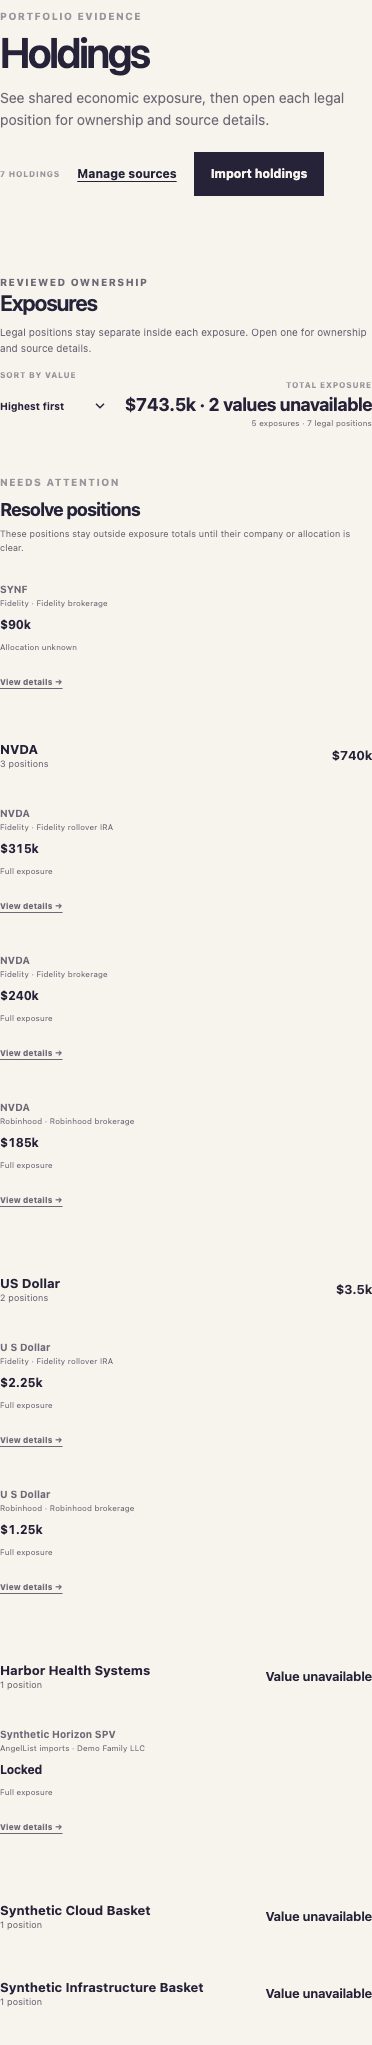 PORTFOLIO EVIDENCE
Holdings
See shared economic exposure, then open each legal
position for ownership and source details.
7 HOLDINGS Manage sources Import holdings
REVIEWED OWNERSHIP
Exposures
Legal positions stay separate inside each exposure. Open one for ownership
and source details.
SORT BY VALUE
TOTAL EXPOSURE
Highest first $743.5k · 2 values unavailable
5 exposures · 7 legal positions
NEEDS ATTENTION
Resolve positions
These positions stay outside exposure totals until their company or allocation is
clear.
SYNF
Fidelity · Fidelity brokerage
$90k
Allocation unknown
View details →
NVDA $740k
3 positions
NVDA
Fidelity · Fidelity rollover IRA
$315k
Full exposure
View details →
NVDA
Fidelity · Fidelity brokerage
$240k
Full exposure
View details →
NVDA
Robinhood · Robinhood brokerage
$185k
Full exposure
View details →
US Dollar $3.5k
2 positions
U S Dollar
Fidelity · Fidelity rollover IRA
$2.25k
Full exposure
View details →
U S Dollar
Robinhood · Robinhood brokerage
$1.25k
Full exposure
View details →
Harbor Health Systems Value unavailable
1 position
Synthetic Horizon SPV
AngelList imports · Demo Family LLC
Locked
Full exposure
View details →
Synthetic Cloud Basket Value unavailable
1 position
Synthetic Infrastructure Basket Value unavailable
1 position